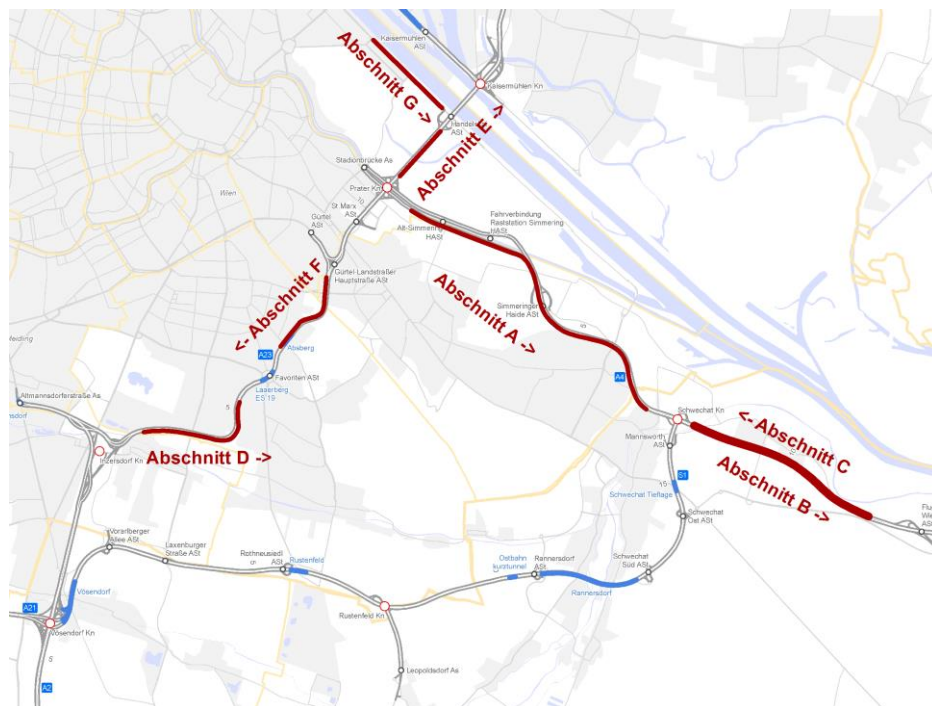 Kaisermühlen
ASt
Abschnitt G ->
Kaisermühlen Kn
ASt
Abschnitt E ->
Stadionbrücke As
Prater Kn
10
Wien
St.Marx
ASt
Gürtel
ASt
Alt-Simmering
HASt
Fahrverbindung
Raststation Simmering
HASt
Gürtel-Landstraßer
Hauptstraße ASt
<- Abschnitt F
Simmeringer
Haide ASt
Abschnitt A ->
Absberg
A23
Favoriten ASt
Laaerberg
ES 19
A4
Altmannsdorferstraße As
5
Schwechat Kn
<- Abschnitt C
Mannswörth
ASt
Abschnitt B ->
Inzersdorf Kn
Abschnitt D ->
S1
Schwechat Tieflage
Schwechat
Ost ASt
Vorarlberger
Allee ASt
Laxenburger
Straße ASt
Rothneusiedl
ASt
Rustenfeld
Ostbahn
Rannersdorf
ASt
Schwechat
Süd ASt
Rannersdorf
Vösendorf
A21
Vösendorf Kn
Rustenfeld Kn
5
Leopoldsdorf As
A2